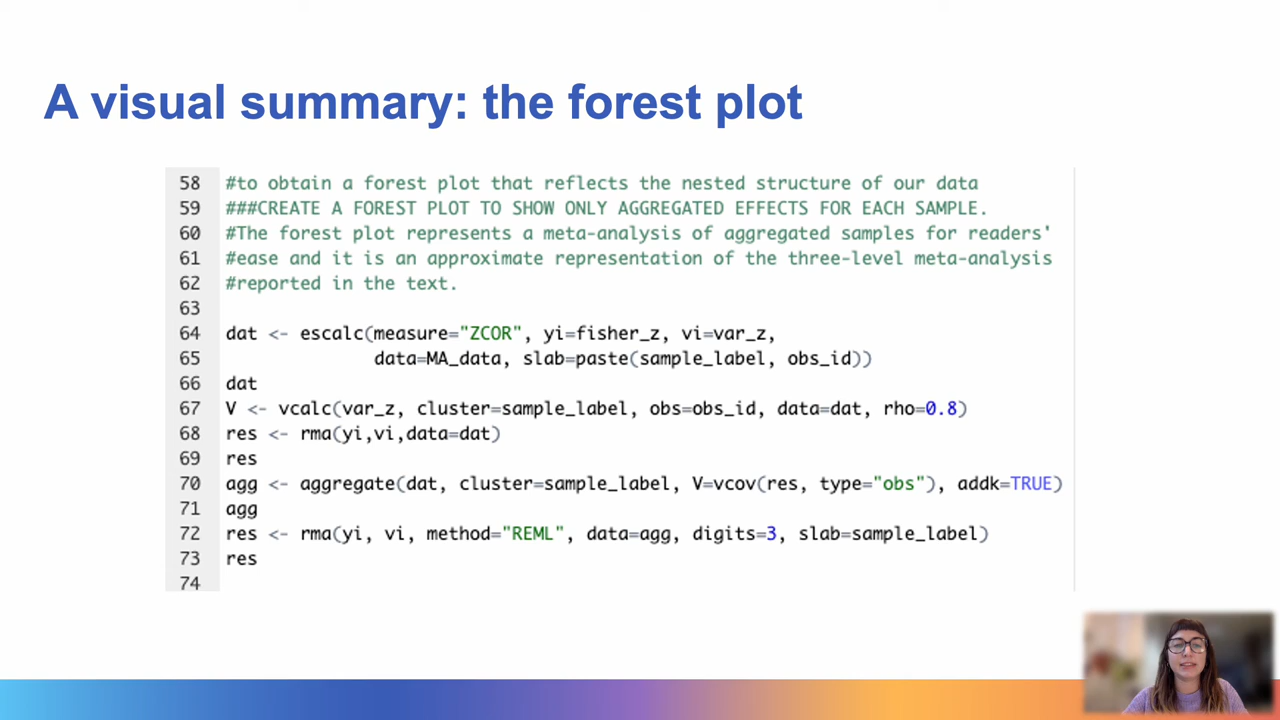 A visual summary: the forest plot
58 #to obtain a forest plot that reflects the nested structure of our data
59 ###CREATE A FOREST PLOT TO SHOW ONLY AGGREGATED EFFECTS FOR EACH SAMPLE.
60 #The forest plot represents a meta-analysis of aggregated samples for readers'
61 #ease and it is an approximate representation of the three-level meta-analysis
62 #reported in the text.
63
64 dat <- escalc(measure="ZCOR", yi=fisher_z, vi=var_z,
65 data=MA_data, slab=paste(sample_label, obs_id))
66 dat
67 V <- vcalc(var_z, cluster=sample_label, obs=obs_id, data=dat, rho=0.8)
68 res <- rma(yi,vi,data=dat)
69 res
70 agg <- aggregate(dat, cluster=sample_label, V=vcov(res, type="obs"), addk=TRUE)
71 agg
72 res <- rma(yi, vi, method="REML", data=agg, digits=3, slab=sample_label)
73 res
74